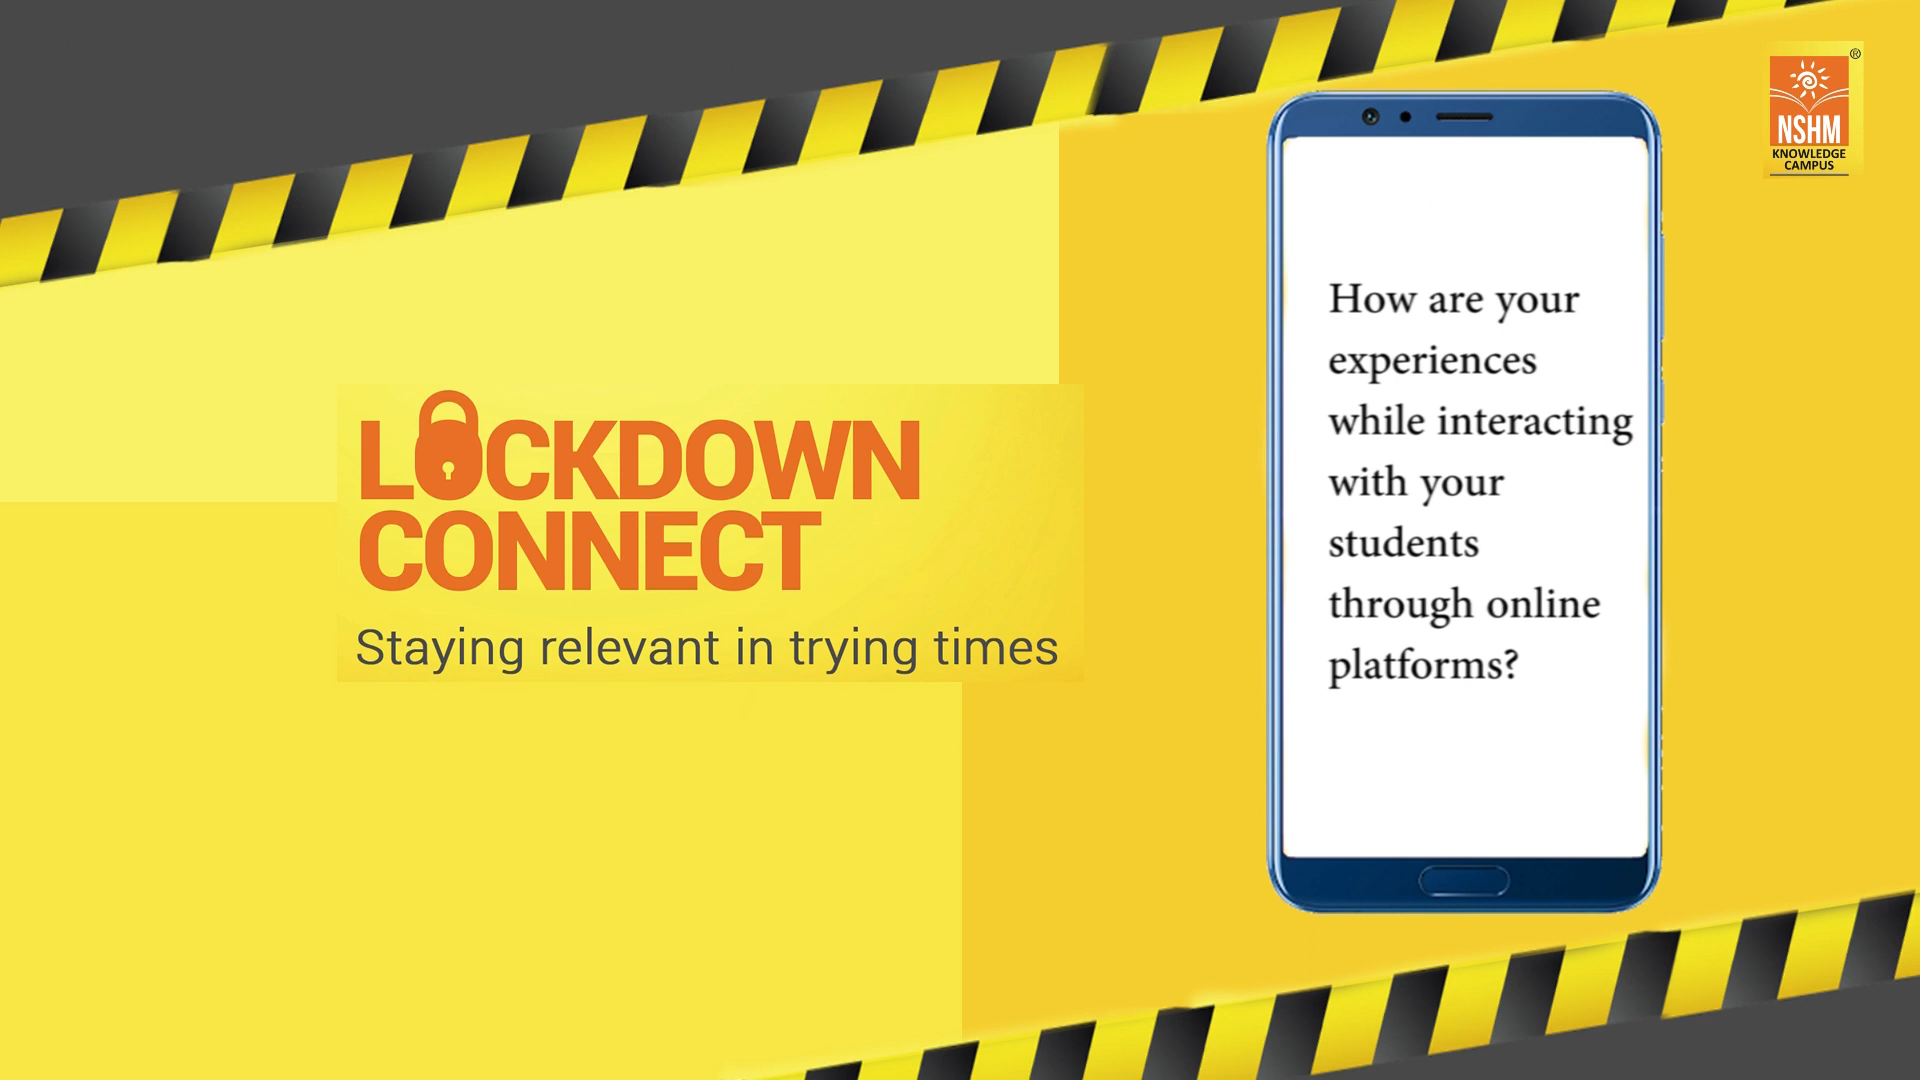 LOCKDOWN
CONNECT
Staying relevant in trying times
How are your
experiences
while interacting
with your
students
through online
platforms?
®
NSHM
KNOWLEDGE
CAMPUS